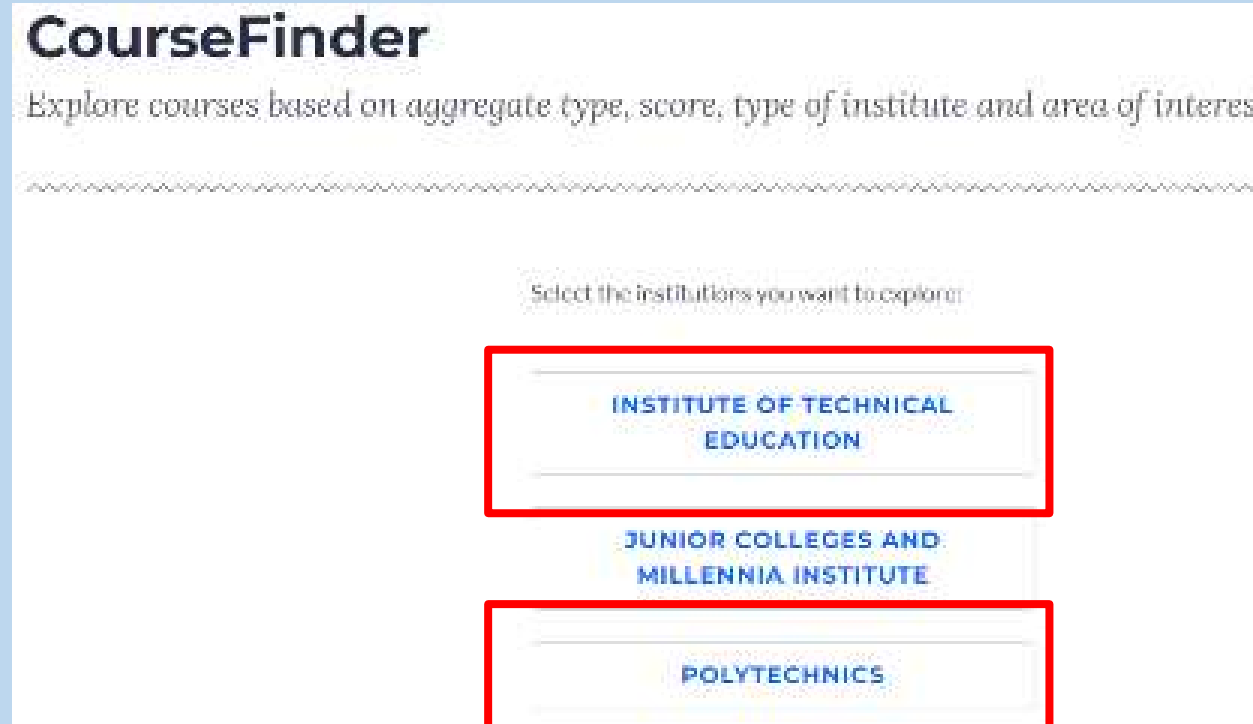 CourseFinder
Explore courses based on aggregate type, score, type of institute and area of interes
Select the institutions you want to explore:
INSTITUTE OF TECHNICAL
EDUCATION
JUNIOR COLLEGES AND
MILLENNIA INSTITUTE
POLYTECHNICS